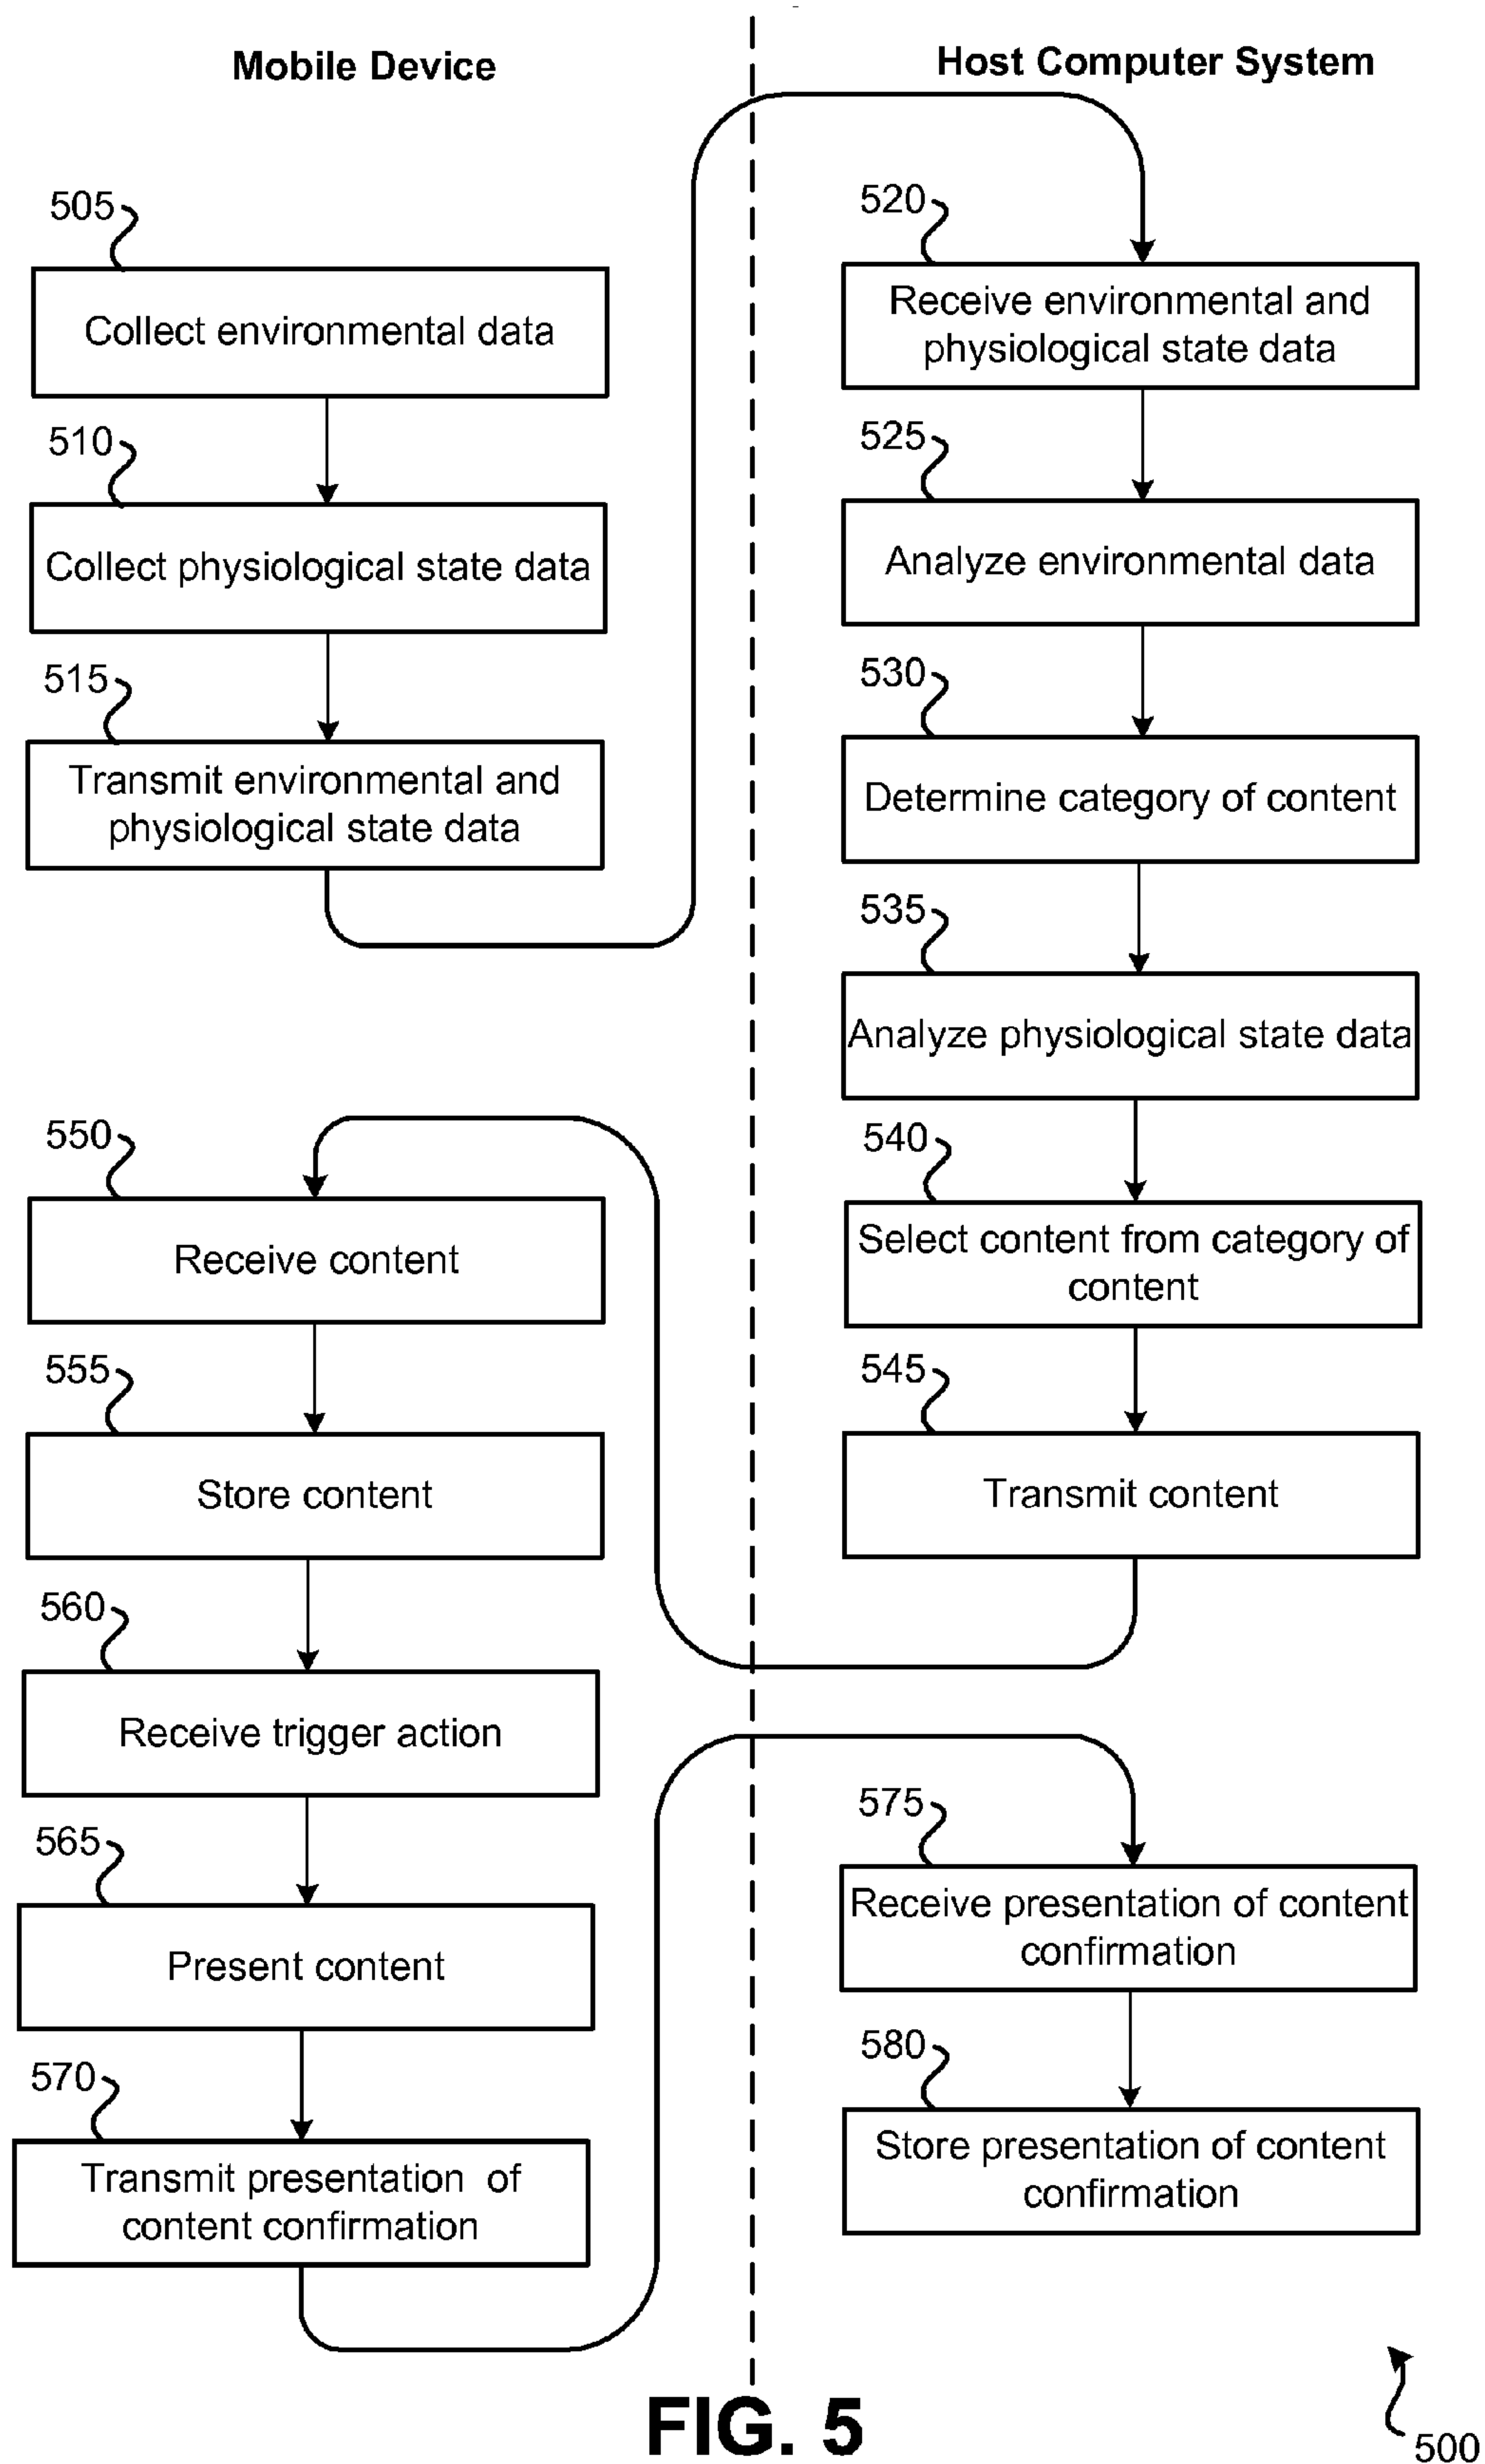 Mobile Device
Host Computer System
505
Collect environmental data
510
Collect physiological state data
515
Transmit environmental and
physiological state data
520
Receive environmental and
physiological state data
525
Analyze environmental data
530
Determine category of content
535
Analyze physiological state data
540
Select content from category of
content
545
Transmit content
550
Receive content
555
Store content
560
Receive trigger action
565
Present content
570
Transmit presentation of
content confirmation
575
Receive presentation of content
confirmation
580
Store presentation of content
confirmation
FIG. 5
500